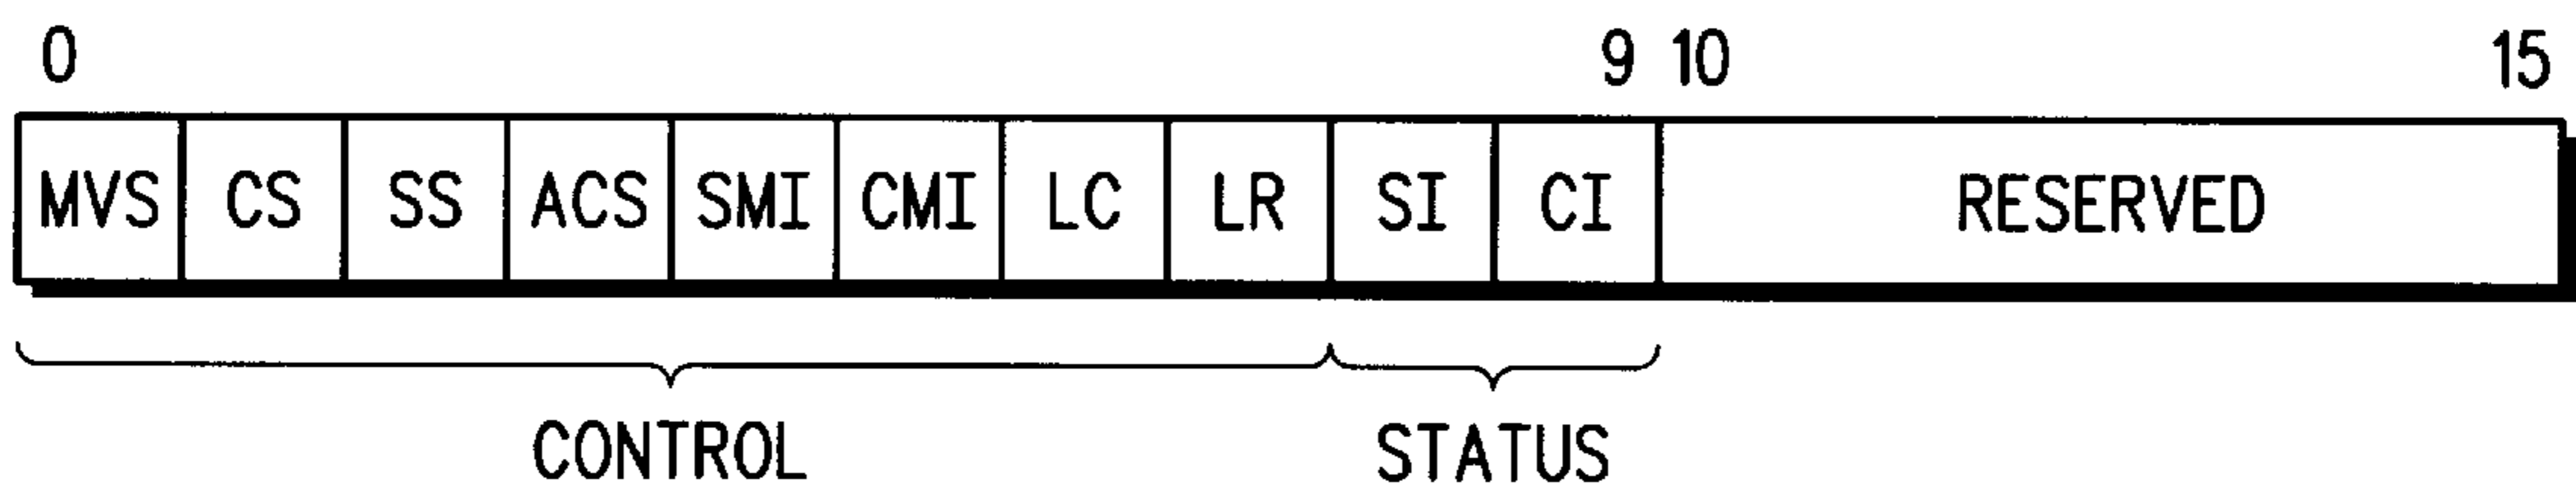 0 9 10 15
MVS CS SS ACS SMI CMI LC LR SI CI RESERVED
CONTROL STATUS